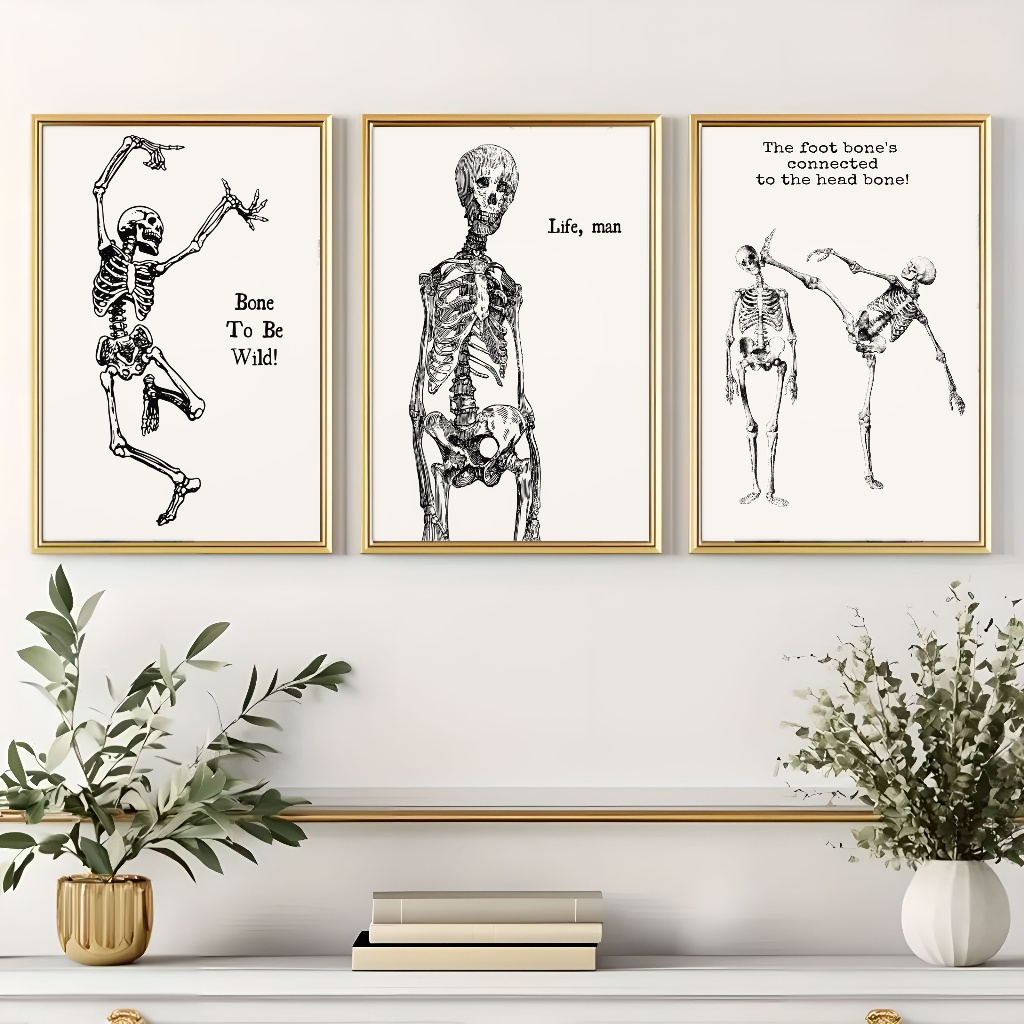 Bone
To Be
Wild!
Life, man
The foot bone's
connected
to the head bone!